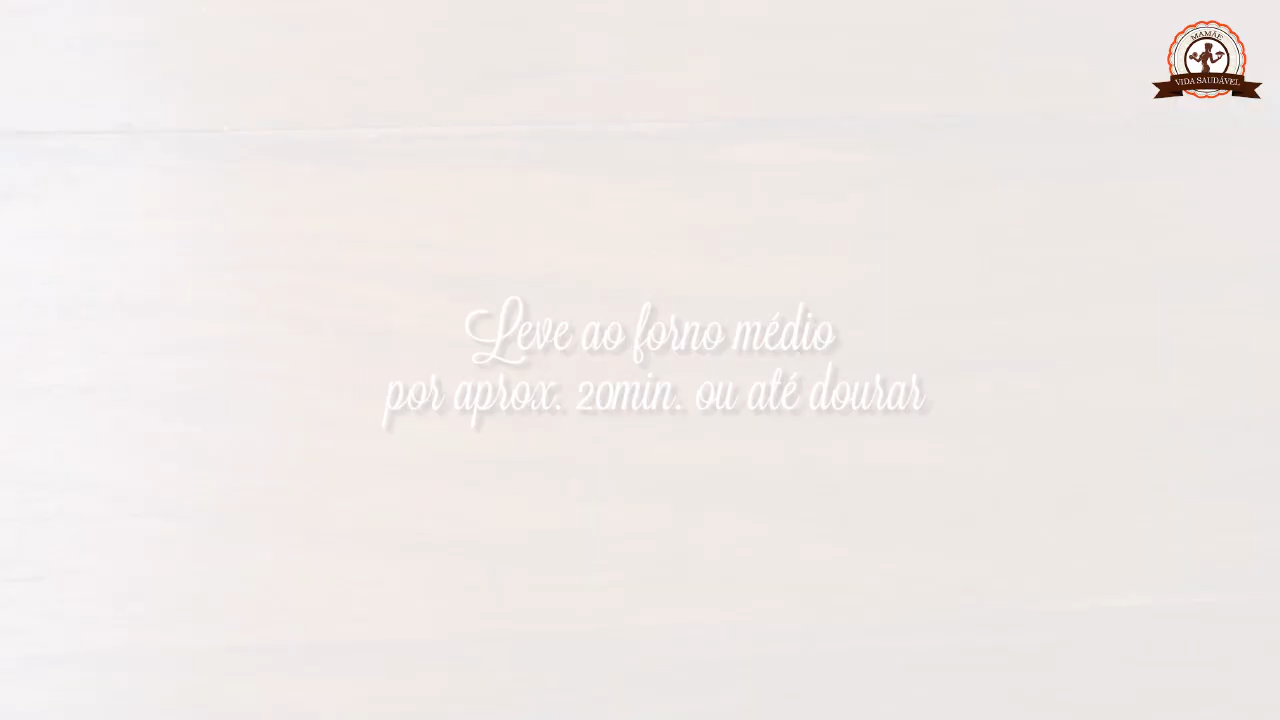 MAMÃE
VIDA SAUDÁVEL
Leve ao forno médio
por aprox. 20min. ou até dourar